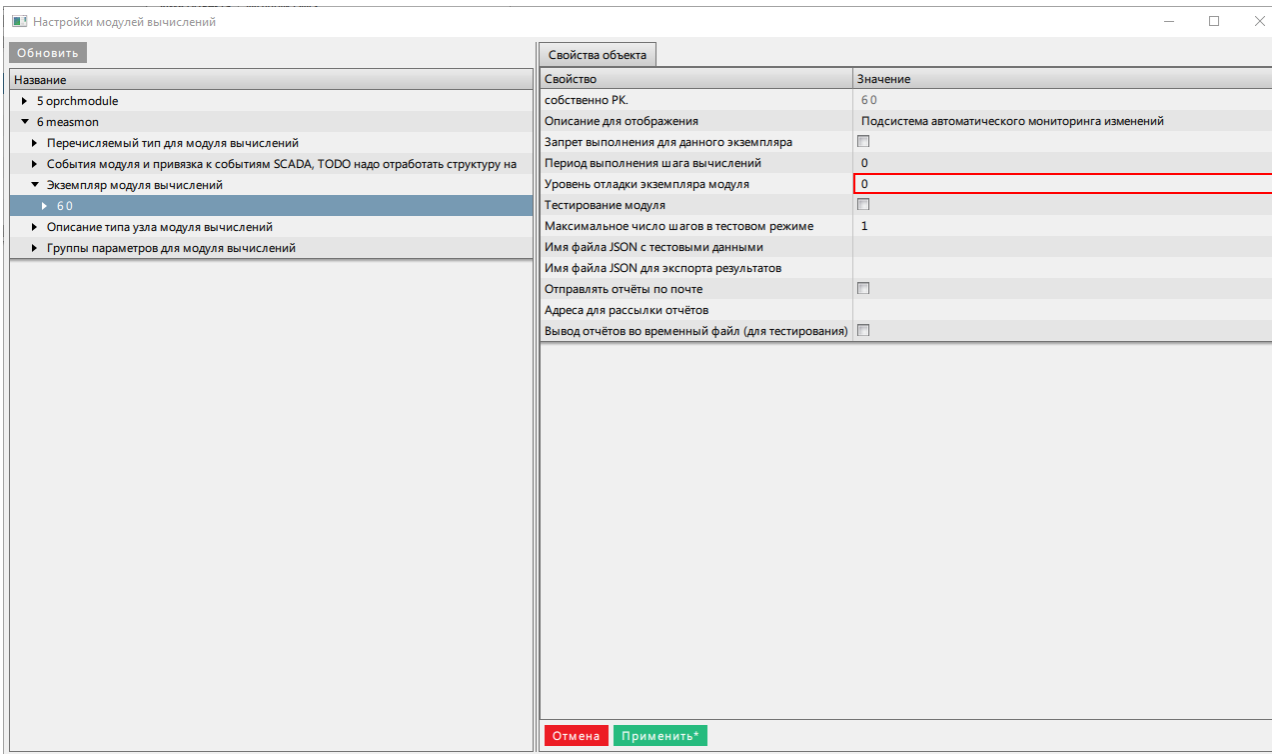 Настройки модулей вычислений
Обновить
Название
5 oprchmodule
6 measmon
Перечисляемый тип для модуля вычислений
События модуля и привязка к событиям SCADA, TODO надо отработать структуру на
Экземпляр модуля вычислений
6 0
Описание типа узла модуля вычислений
Группы параметров для модуля вычислений
Свойства объекта
Свойство Значение
собственно РК. 6 0
Описание для отображения Подсистема автоматического мониторинга изменений
Запрет выполнения для данного экземпляра
Период выполнения шага вычислений 0
Уровень отладки экземпляра модуля 0
Тестирование модуля
Максимальное число шагов в тестовом режиме 1
Имя файла JSON с тестовыми данными
Имя файла JSON для экспорта результатов
Отправлять отчёты по почте
Адреса для рассылки отчётов
Вывод отчётов во временный файл (для тестирования)
Отмена Применить*